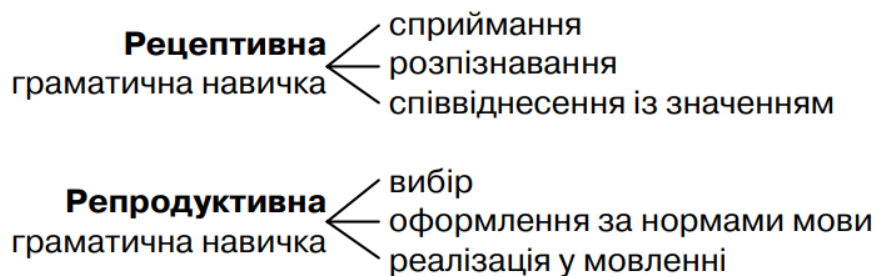 Рецептивна
граматична навичка
сприймання
розпізнавання
співвіднесення із значенням
Репродуктивна
граматична навичка
вибір
оформлення за нормами мови
реалізація у мовленні